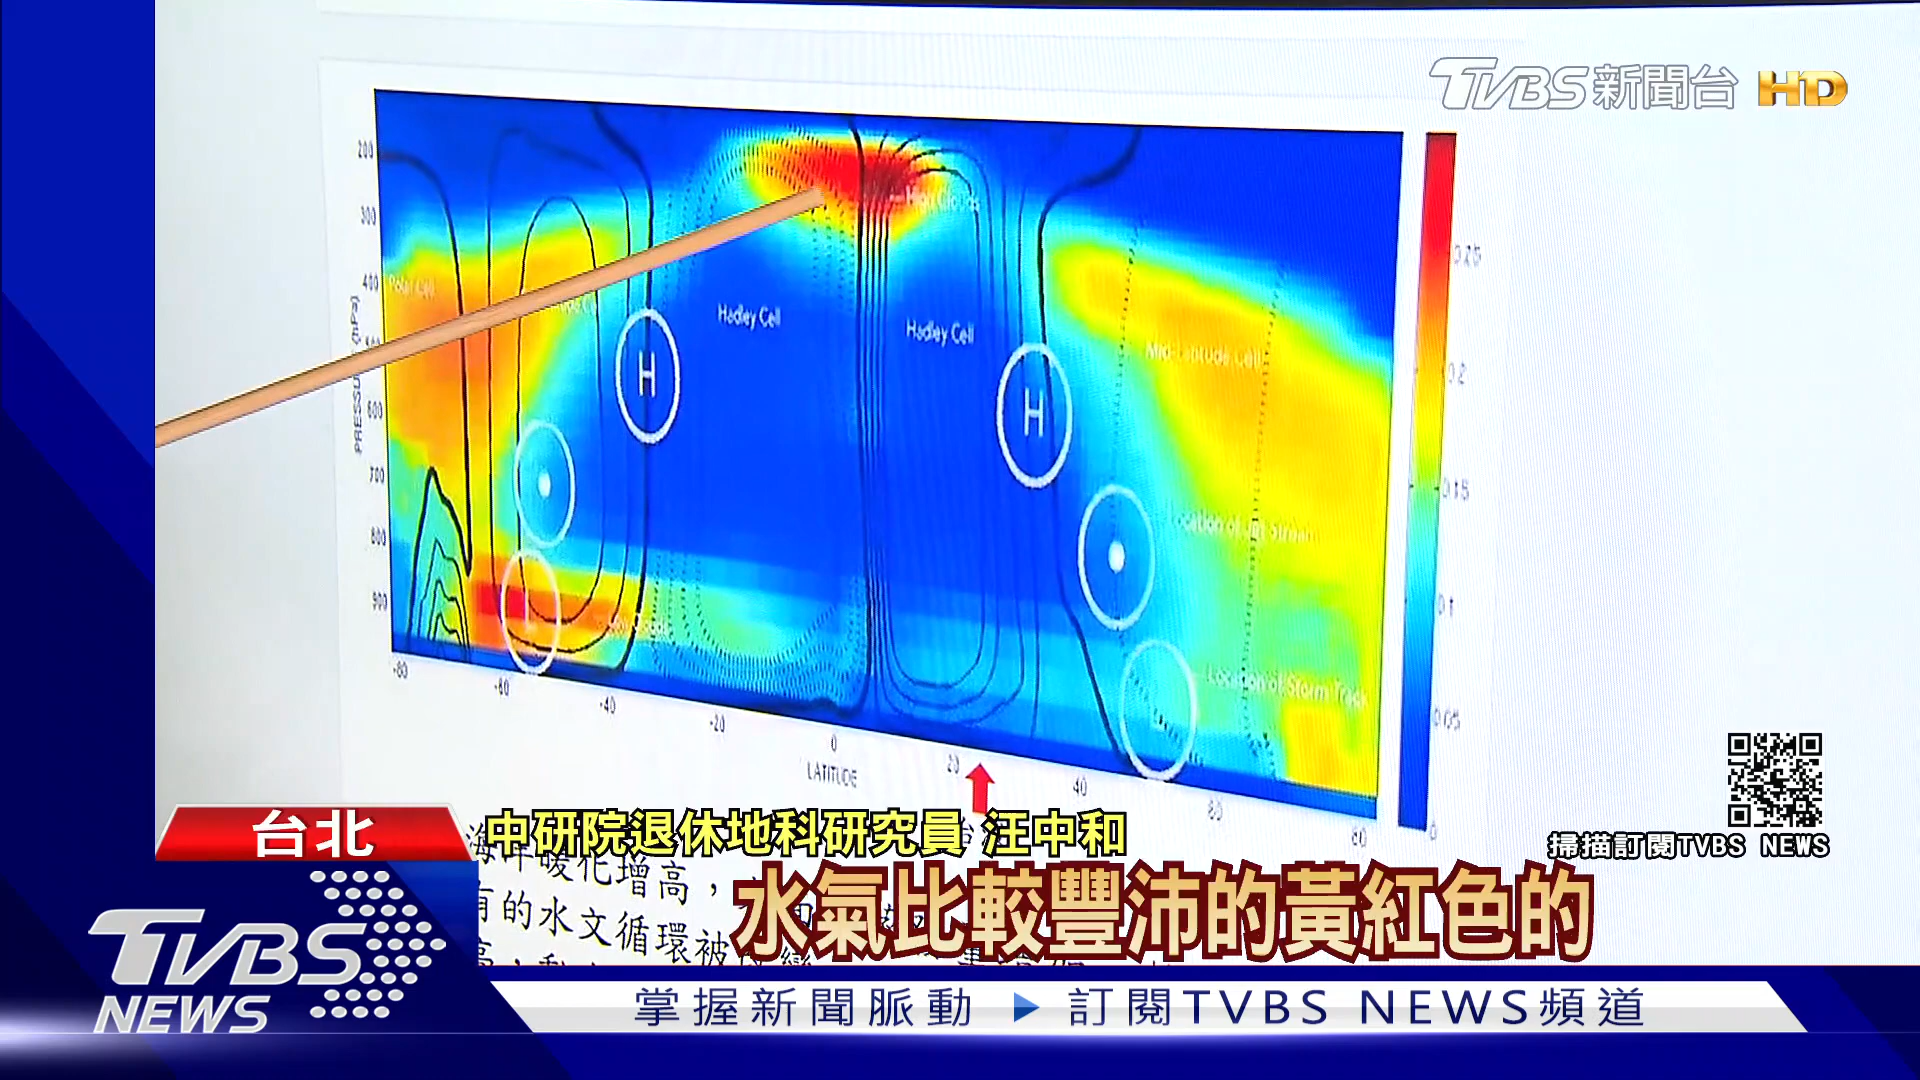 TVBS新聞台 HD
200
300
400
600
700
800
900
High Clouds
Polar Cell
Hadley Cell
Hadley Cell
Mid-Latitude Cell
H
H
Location of Jet Stream
Location of Storm Track
0.2
0.15
0.1
0.05
0
-80
-60
-40
-20
0
20
40
60
80
LATITUDE
台北
中研院退休地科研究員 汪中和
掃描訂閱TVBS NEWS
暖化增高，
有的水文循環被
水氣比較豐沛的黃紅色的
TVBS
NEWS
掌握新聞脈動 ▶ 訂閱TVBS NEWS頻道